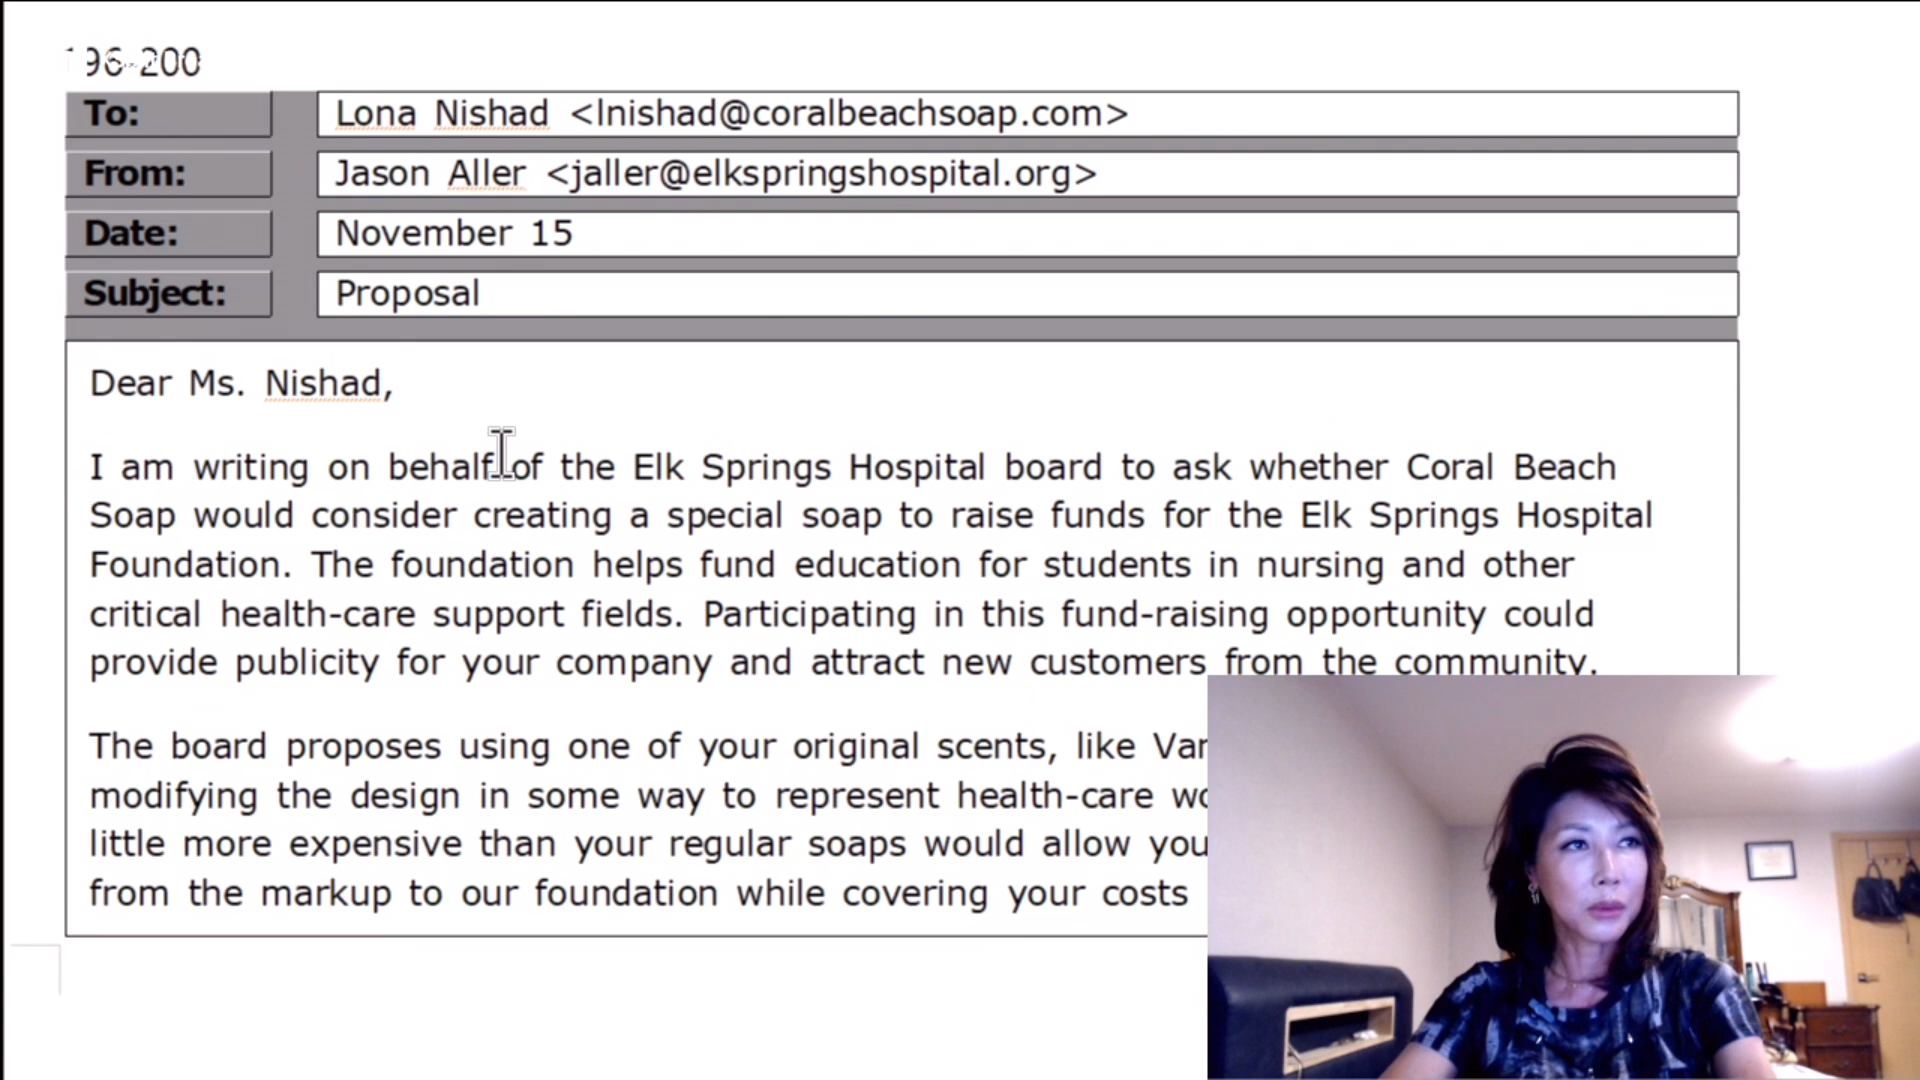 196-200
To: Lona Nishad <lnishad@coralbeachsoap.com>
From: Jason Aller <jaller@elkspringshospital.org>
Date: November 15
Subject: Proposal
Dear Ms. Nishad,
I am writing on behalf of the Elk Springs Hospital board to ask whether Coral Beach
Soap would consider creating a special soap to raise funds for the Elk Springs Hospital
Foundation. The foundation helps fund education for students in nursing and other
critical health-care support fields. Participating in this fund-raising opportunity could
provide publicity for your company and attract new customers from the community.
The board proposes using one of your original scents, like
modifying the design in some way to represent health-care
little more expensive than your regular soaps would allow
from the markup to our foundation while covering your costs